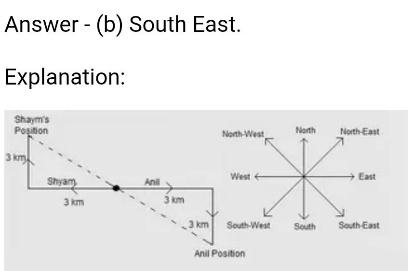 Answer - (b) South East.
Explanation:
Shaym's
Position
North-West
North
North-East
3 km
Shyam
Anil
West
East
3 km
3 km
3 km
South-West
South
South-East
Anil Position